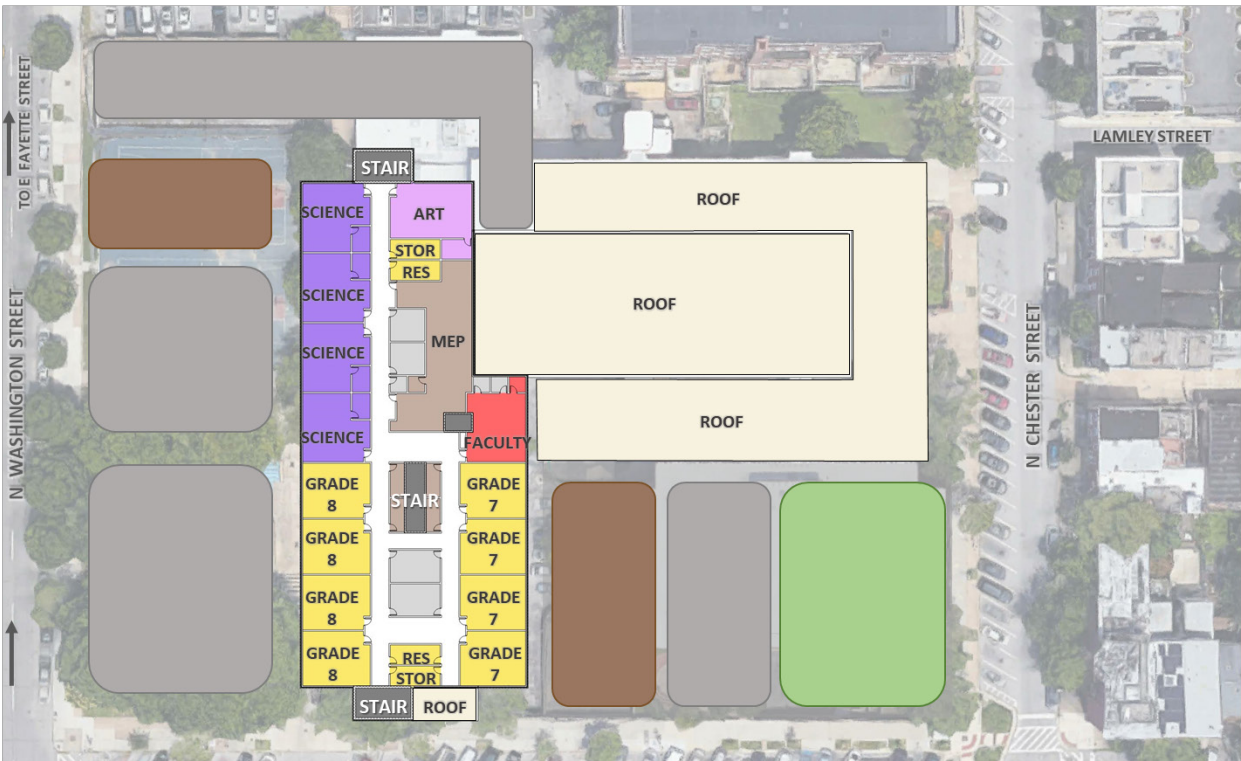 TO E FAYETTE STREET
N WASHINGTON STREET
LAMLEY STREET
N CHESTER STREET
STAIR
SCIENCE
ART
STOR
RES
SCIENCE
MEP
SCIENCE
SCIENCE
FACULTY
ROOF
ROOF
ROOF
GRADE
8
STAIR
GRADE
7
GRADE
8
GRADE
7
GRADE
8
GRADE
7
GRADE
8
RES
STOR
GRADE
7
STAIR
ROOF